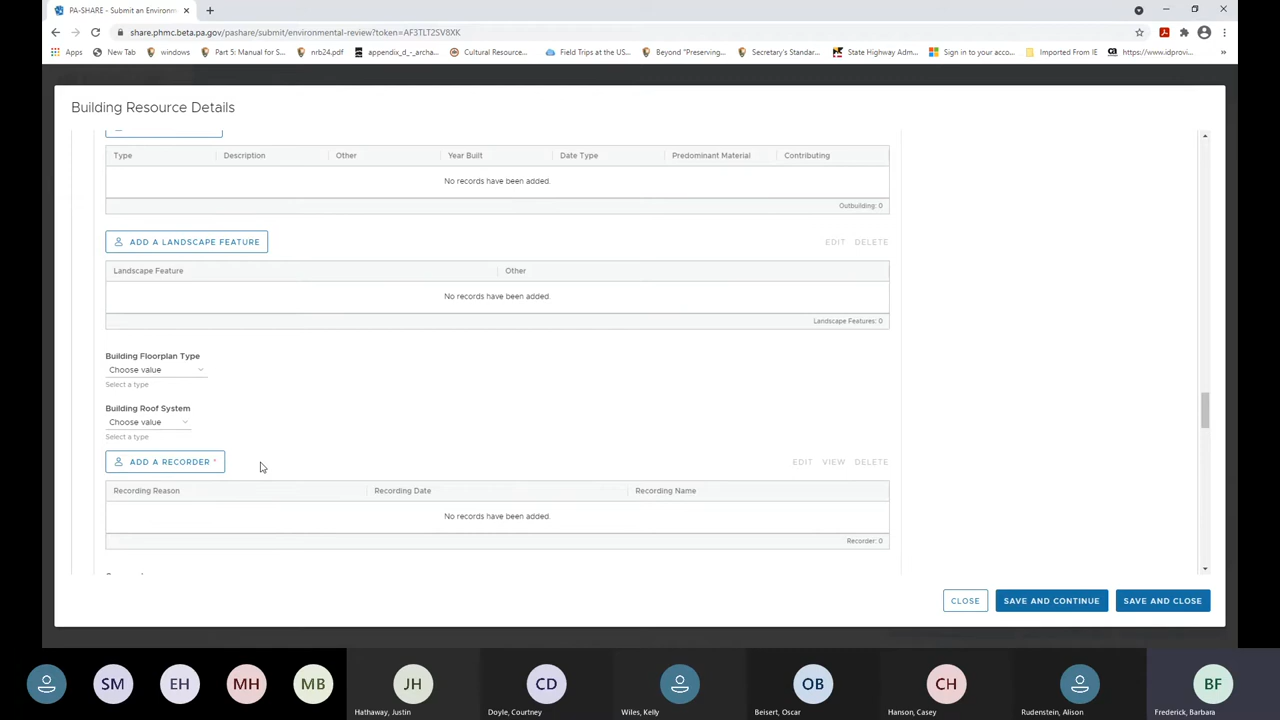 PA-SHARE - Submit an Environm
share.phmc.beta.pa.gov/pashare/submit/environmental-review?token=AF3TLT2SV8XK
Apps New Tab windows Part 5: Manual for S... nrb24.pdf appendix_d_-_archa... Cultural Resource... Field Trips at the US... Beyond "Preserving... Secretary's Standar... State Highway Adm... Sign in to your acco... Imported From IE https://www.idprovi... »
Building Resource Details
Type Description Other Year Built Date Type Predominant Material Contributing
No records have been added.
Outbuilding: 0
ADD A LANDSCAPE FEATURE EDIT DELETE
Landscape Feature Other
No records have been added.
Landscape Features: 0
Building Floorplan Type
Choose value
Select a type
Building Roof System
Choose value
Select a type
ADD A RECORDER * EDIT VIEW DELETE
Recording Reason Recording Date Recording Name
No records have been added.
Recorder: 0
CLOSE SAVE AND CONTINUE SAVE AND CLOSE
SM EH MH MB JH CD OB CH BF
Hathaway, Justin Doyle, Courtney Wiles, Kelly Beisert, Oscar Hanson, Casey Rudenstein, Alison Frederick, Barbara